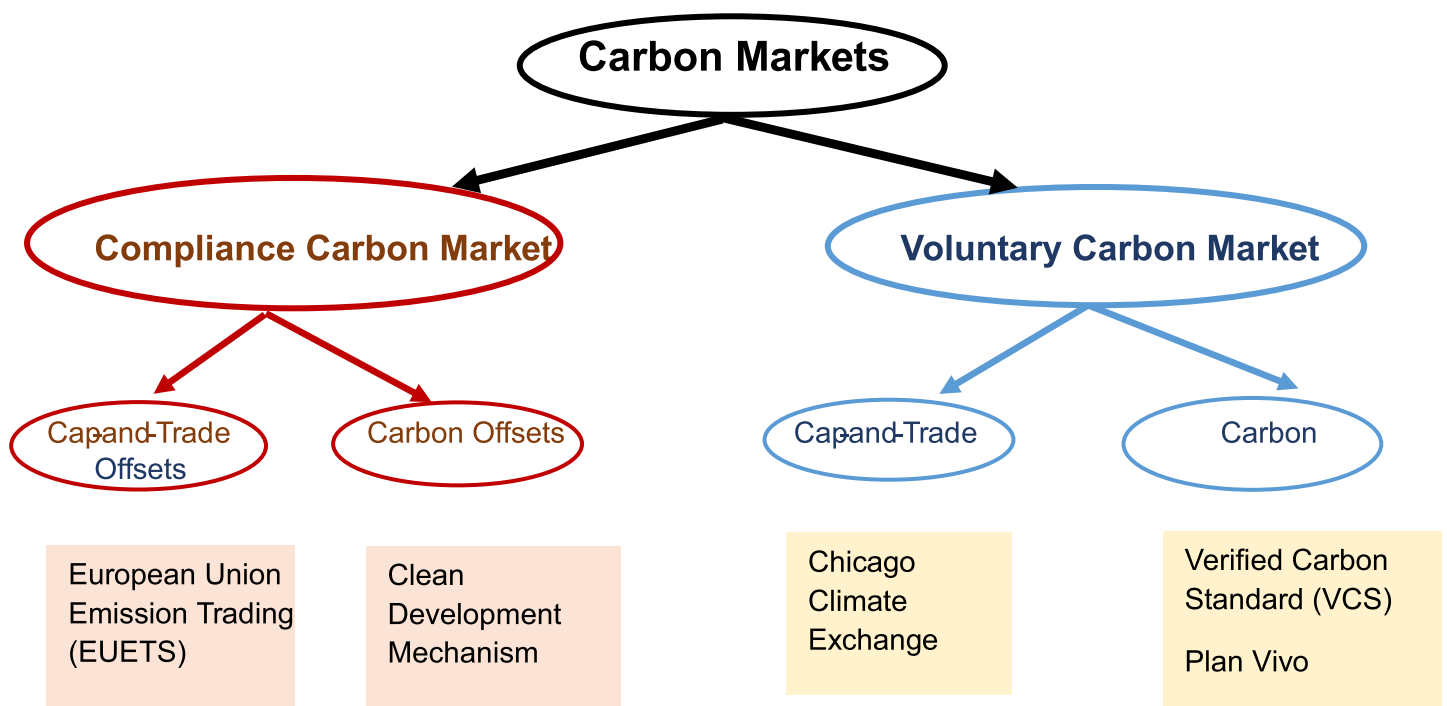 Carbon Markets
Compliance Carbon Market
Voluntary Carbon Market
Cap-and-Trade
Offsets
Carbon Offsets
Cap-and-Trade
Carbon
European Union
Emission Trading
(EUETS)
Clean
Development
Mechanism
Chicago
Climate
Exchange
Verified Carbon
Standard (VCS)
Plan Vivo